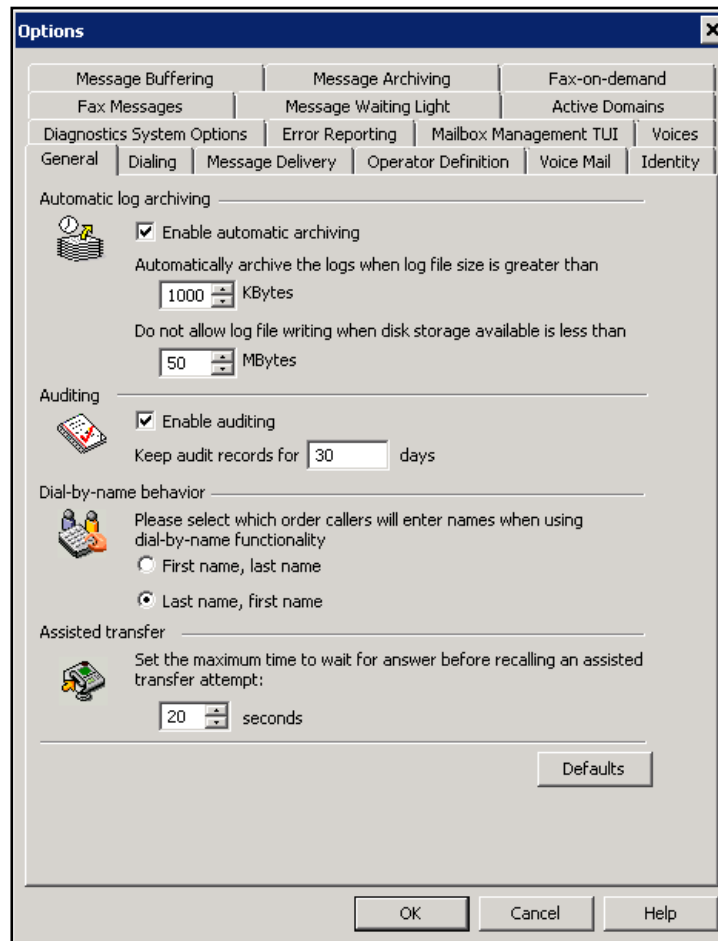 Options
Message Buffering Message Archiving Fax-on-demand
Fax Messages Message Waiting Light Active Domains
Diagnostics System Options Error Reporting Mailbox Management TUI Voices
General Dialing Message Delivery Operator Definition Voice Mail Identity
Automatic log archiving
Enable automatic archiving
Automatically archive the logs when log file size is greater than
1000 KBytes
Do not allow log file writing when disk storage available is less than
50 MBytes
Auditing
Enable auditing
Keep audit records for 30 days
Dial-by-name behavior
Please select which order callers will enter names when using
dial-by-name functionality
First name, last name
Last name, first name
Assisted transfer
Set the maximum time to wait for answer before recalling an assisted
transfer attempt:
20 seconds
Defaults
OK Cancel Help